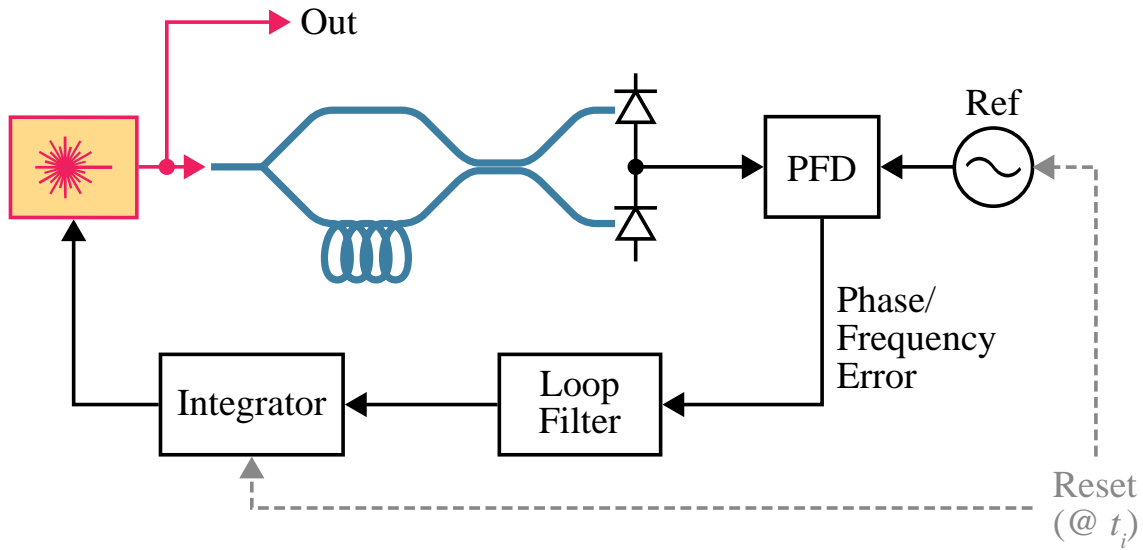 Out
Ref
PFD
Phase/
Frequency
Error
Loop
Filter
Integrator
Reset
(@ t_i)